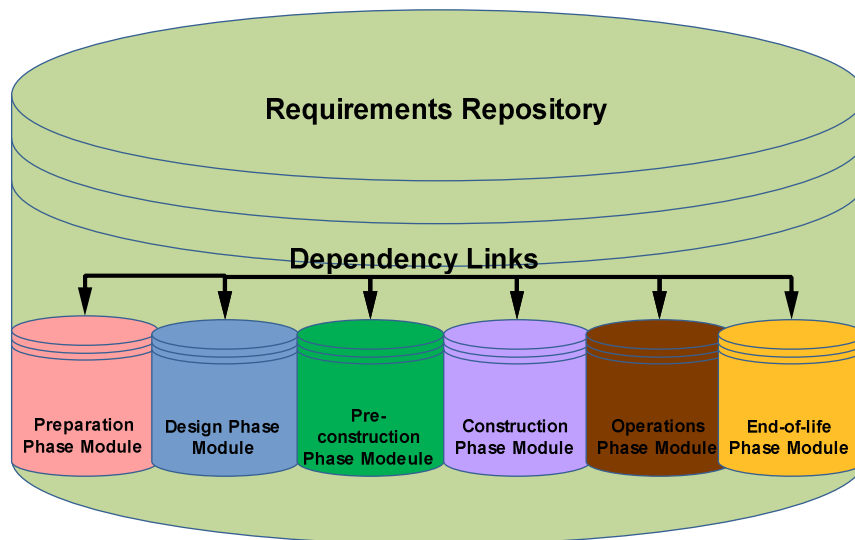 Requirements Repository
Dependency Links
Preparation
Phase Module
Design Phase
Module
Pre-
construction
Phase Modeule
Construction
Phase Module
Operations
Phase Module
End-of-life
Phase Module